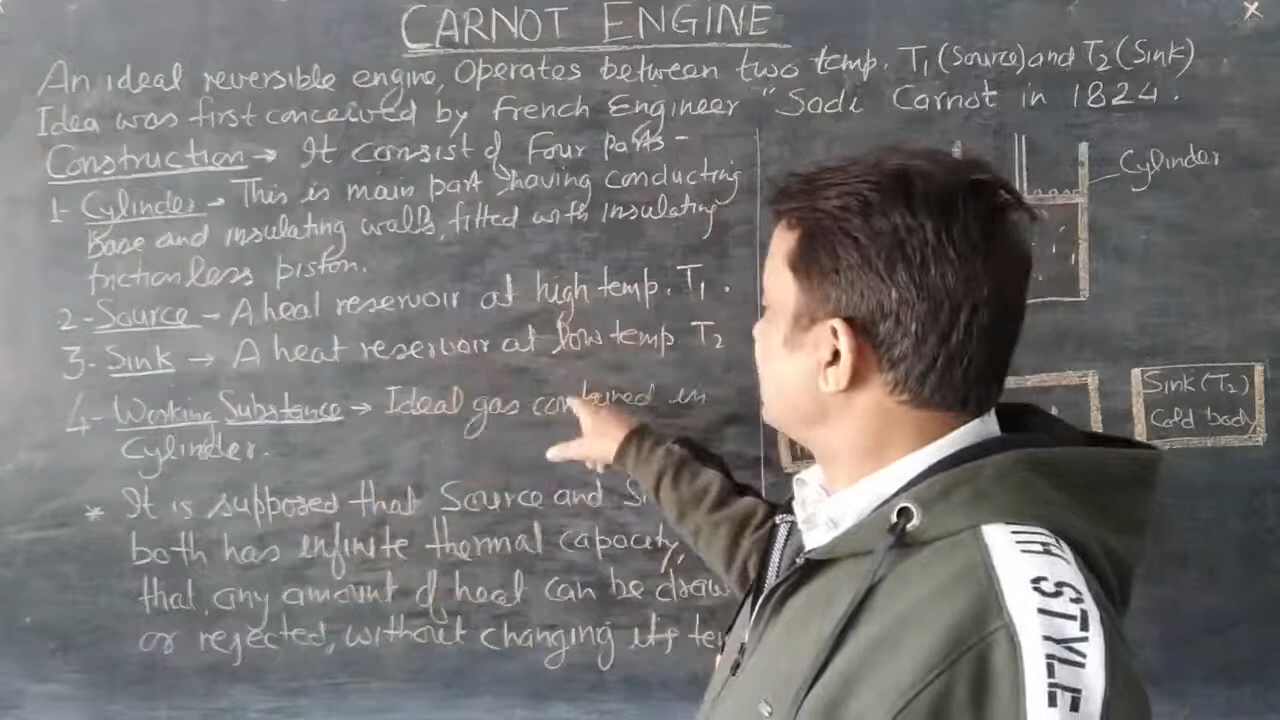 CARNOT ENGINE
An ideal reversible engine, Operates between two temp. T1 (Source) and T2 (Sink)
Idea was first conceived by French Engineer "Sadi Carnot in 1824.
Construction → It consist of Four parts -
1- Cylinder → This is main part having conducting
Base and insulating walls, fitted with insulating
frictionless piston.
2- Source - A heat reservoir at high temp. T1.
3- Sink → A heat reservoir at low temp T2
4- Working Substance → Ideal gas contained in
Cylinder.
* It is supposed that Source and
both has infinite thermal capacity,
that, any amount of heat can be
or rejected, without changing its
Cylinder
Sink (T2)
Cold body
TH STYLE